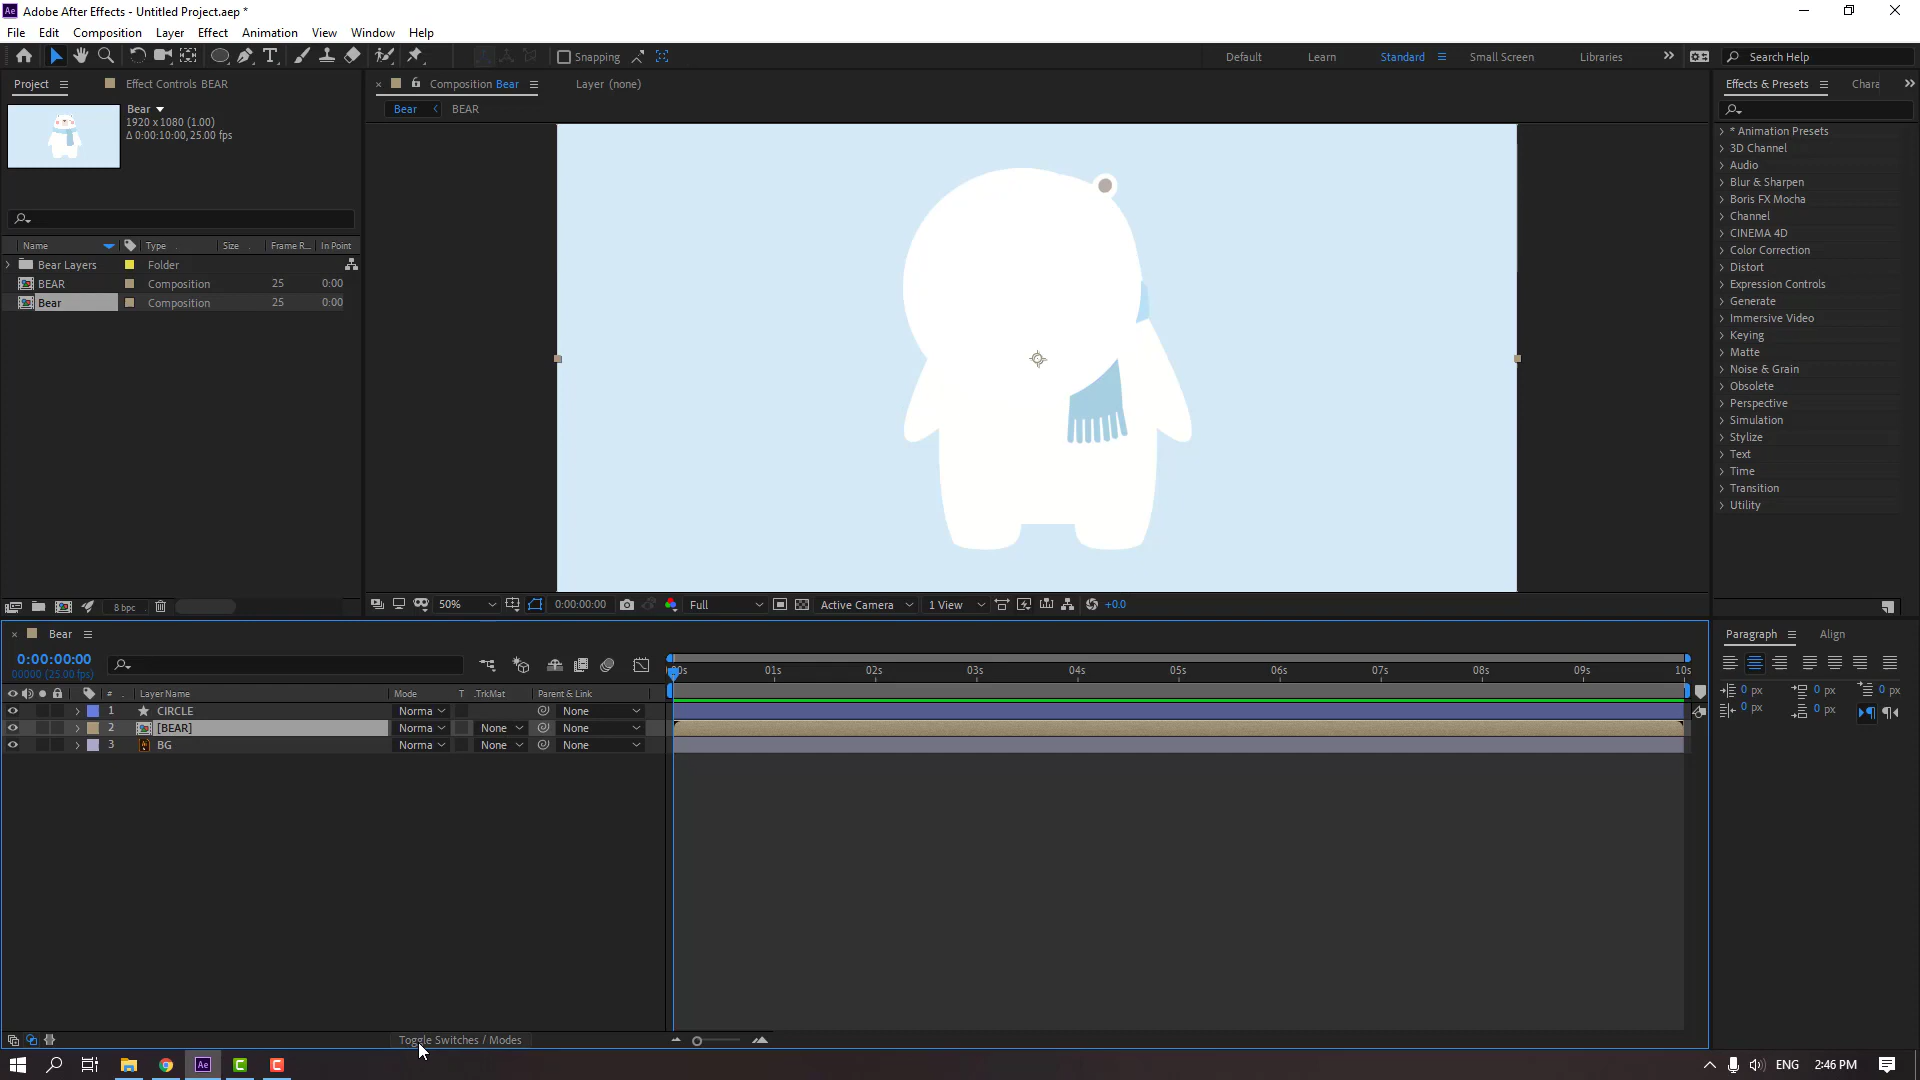 Adobe After Effects - Untitled Project.aep *
File Edit Composition Layer Effect Animation View Window Help
Snapping
Default Learn Standard Small Screen Libraries Search Help
Project Effect Controls BEAR
Bear
1920 x 1080 (1.00)
Δ 0:00:10:00, 25.00 fps
Name Type Size Frame R... In Point
Bear Layers Folder
BEAR Composition 25 0:00
Bear Composition 25 0:00
8 bpc
Composition Bear Layer (none)
Bear BEAR
50% 0:00:00:00 Full Active Camera 1 View +0.0
Effects & Presets Chara
* Animation Presets
3D Channel
Audio
Blur & Sharpen
Boris FX Mocha
Channel
CINEMA 4D
Color Correction
Distort
Expression Controls
Generate
Immersive Video
Keying
Matte
Noise & Grain
Obsolete
Perspective
Simulation
Stylize
Text
Time
Transition
Utility
Paragraph Align
0 px 0 px 0 px
0 px 0 px
Bear
0:00:00:00
00000 (25.00 fps)
:00s 01s 02s 03s 04s 05s 06s 07s 08s 09s 10s
# Layer Name Mode T .TrkMat Parent & Link
1 CIRCLE Norma None
2 [BEAR] Norma None None
3 BG Norma None None
Toggle Switches / Modes
ENG 2:46 PM